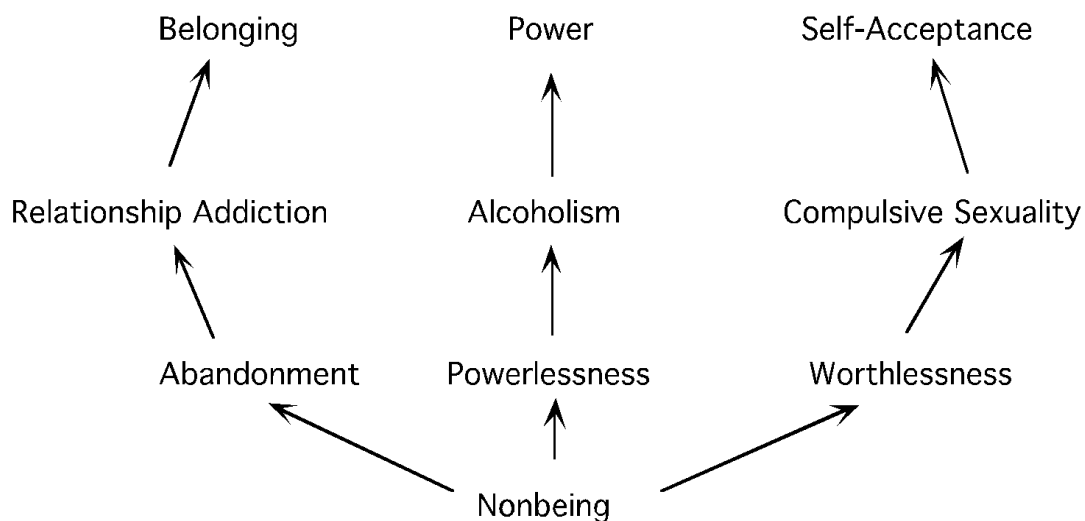 Belonging
Power
Self-Acceptance
Relationship Addiction
Alcoholism
Compulsive Sexuality
Abandonment
Powerlessness
Worthlessness
Nonbeing